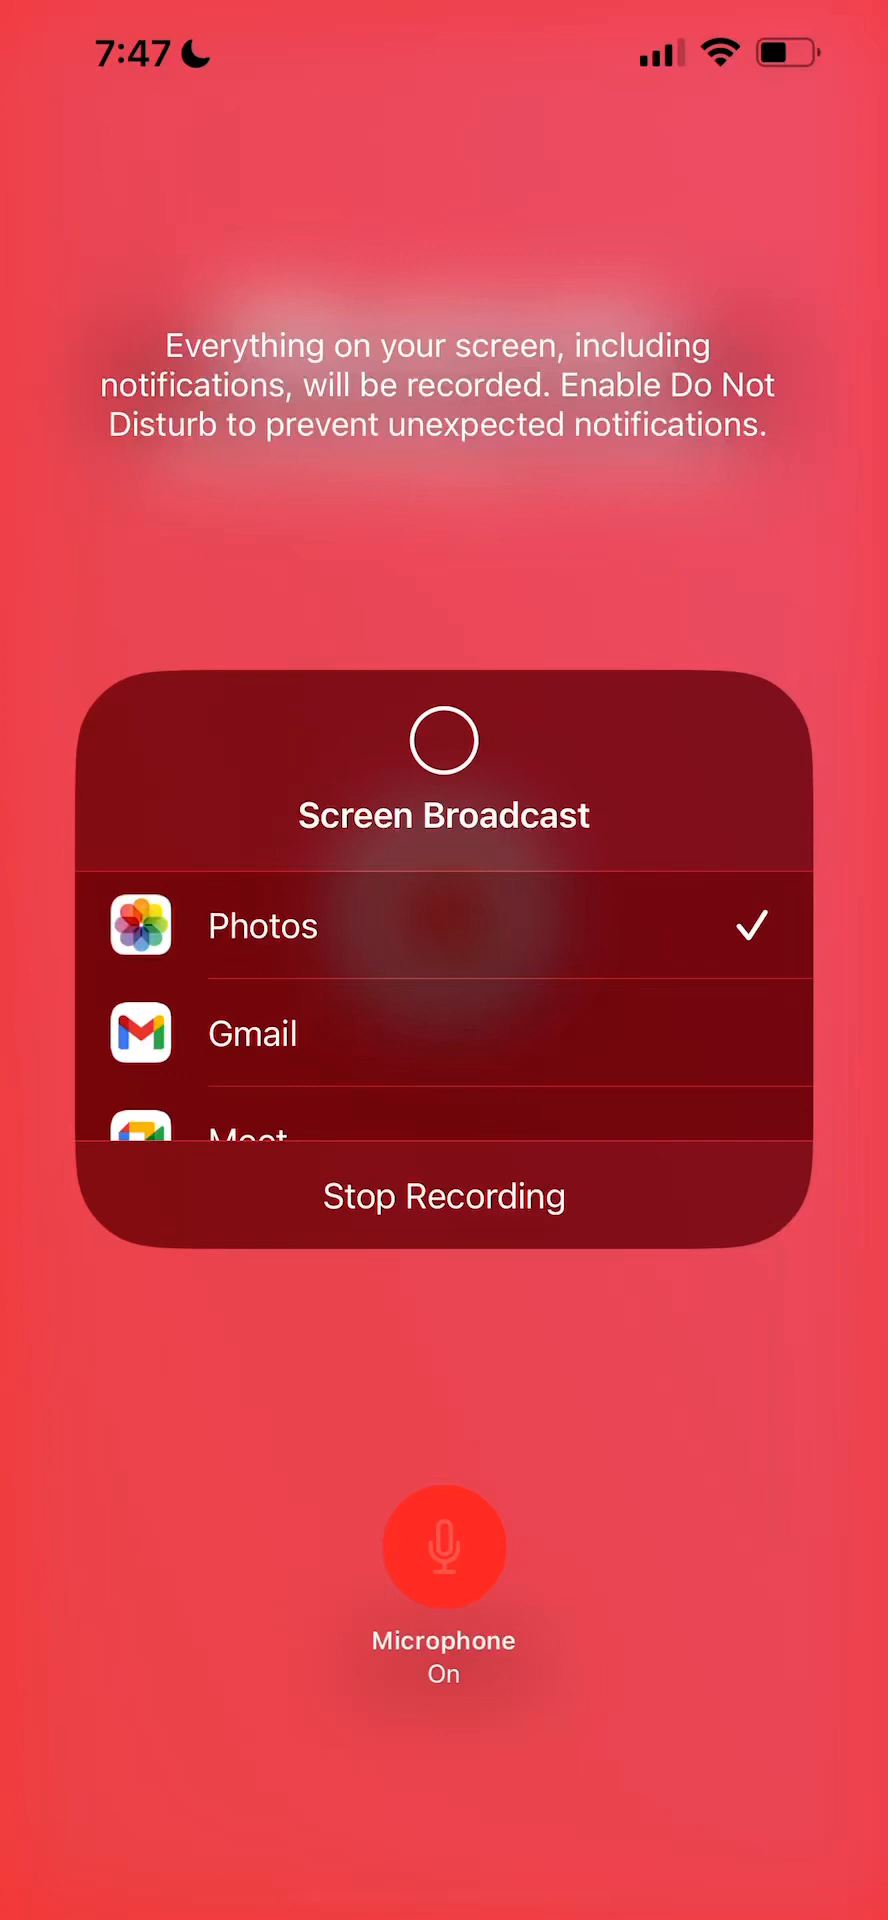 7:47
Everything on your screen, including
notifications, will be recorded. Enable Do Not
Disturb to prevent unexpected notifications.
Screen Broadcast
Photos
Gmail
Meet
Stop Recording
Microphone
On